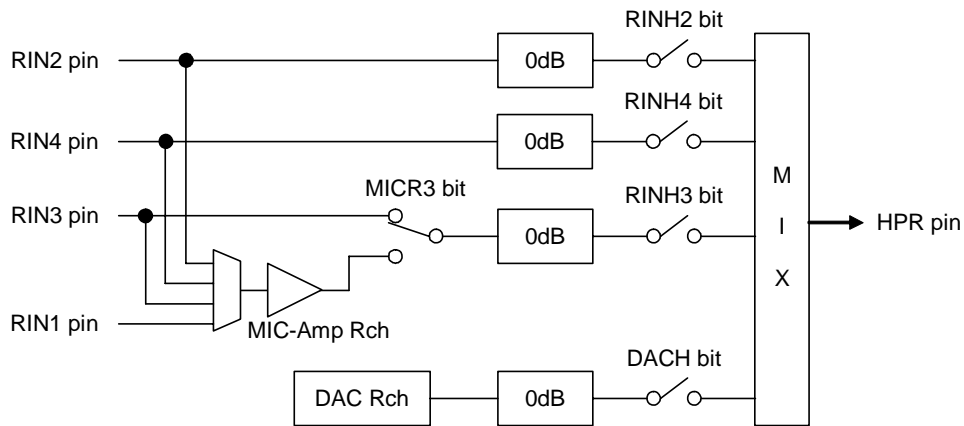 RINH2 bit
RIN2 pin
0dB
RINH4 bit
RIN4 pin
0dB
MICR3 bit
RINH3 bit
RIN3 pin
0dB
M
I
X
HPR pin
RIN1 pin
MIC-Amp Rch
DACH bit
DAC Rch
0dB